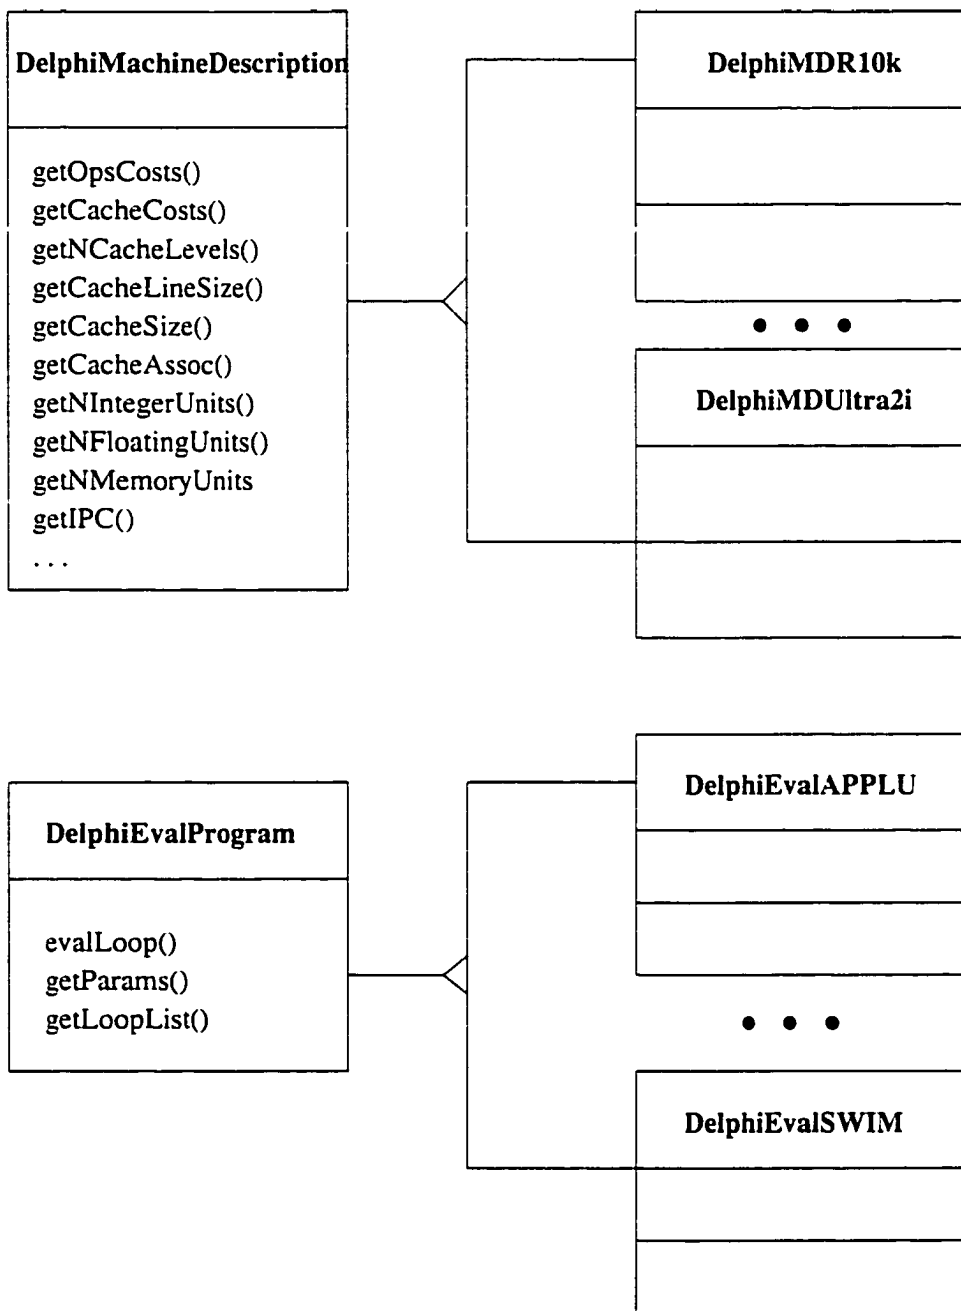 DelphiMachineDescription
getOpsCosts()
getCacheCosts()
getNCacheLevels()
getCacheLineSize()
getCacheSize()
getCacheAssoc()
getNIntegerUnits()
getNFloatingUnits()
getNMemoryUnits
getIPC()
. . .
DelphiMDR10k
• • •
DelphiMDUltra2i
DelphiEvalProgram
evalLoop()
getParams()
getLoopList()
DelphiEvalAPPLU
• • •
DelphiEvalSWIM